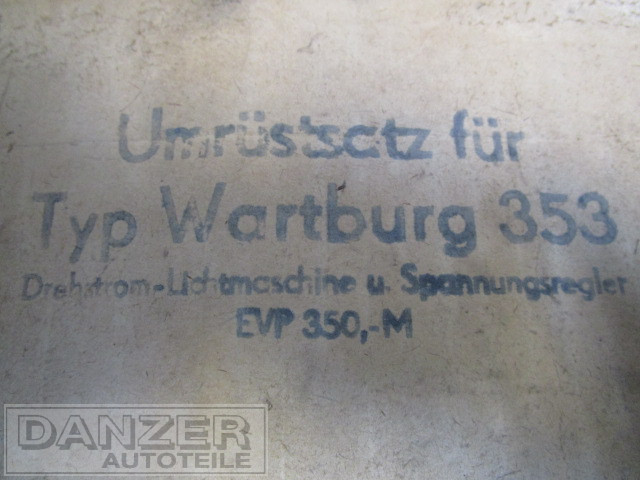 Umrüstsatz für
Typ Wartburg 353
Drehstrom-Lichtmaschine u. Spannungsregler
EVP 350,-M
DANZER
AUTOTEILE